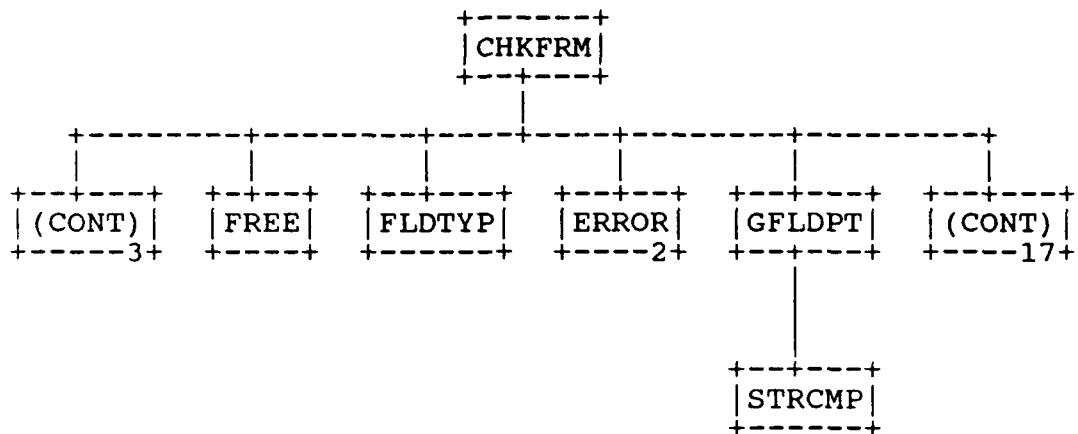 CHKFRM
(CONT) FREE FLDTYP ERROR GFLDPT (CONT)
3 2 17
STRCMP